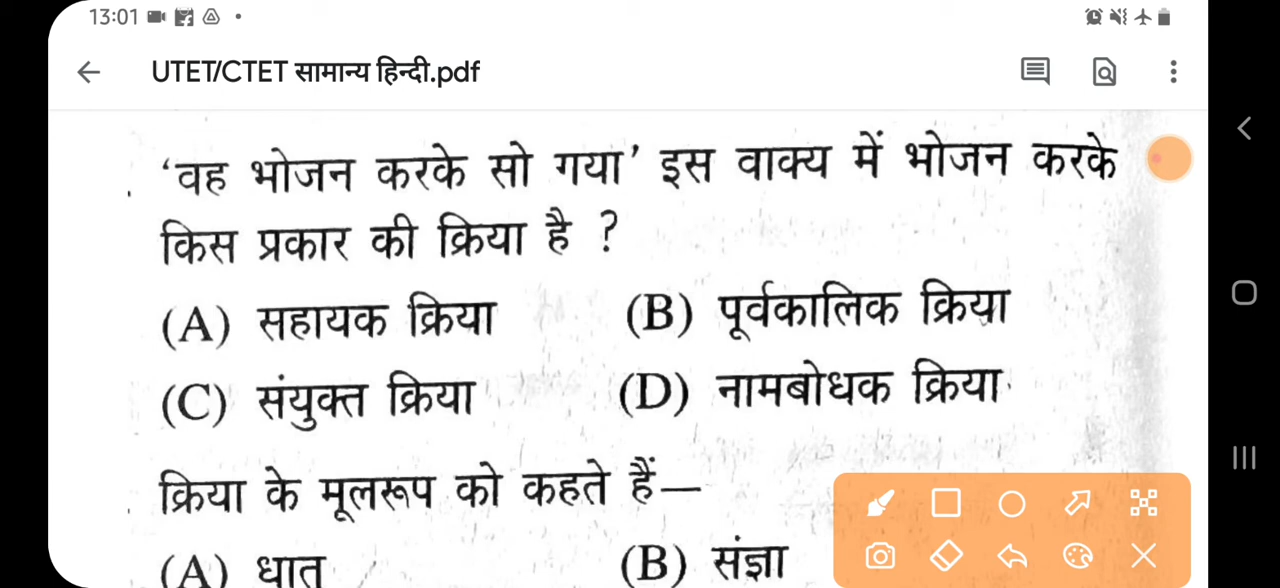 13:01
UTET/CTET सामान्य हिन्दी.pdf
‘वह भोजन करके सो गया’ इस वाक्य में भोजन करके
किस प्रकार की क्रिया है ?
(A) सहायक क्रिया (B) पूर्वकालिक क्रिया
(C) संयुक्त क्रिया (D) नामबोधक क्रिया
क्रिया के मूलरूप को कहते हैं—
(A) धातु (B) संज्ञा